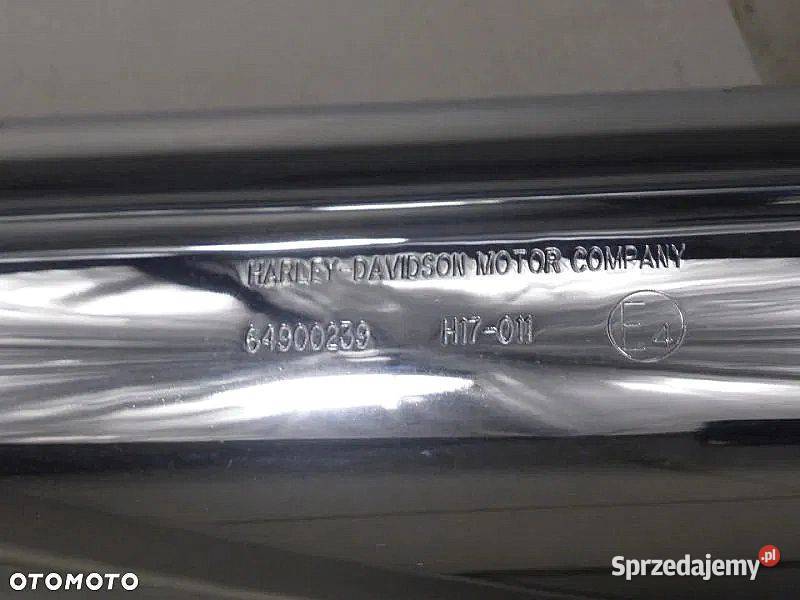 HARLEY-DAVIDSON MOTOR COMPANY
64900239 H17-011 E4
OTOMOTO
Sprzedajemy.pl